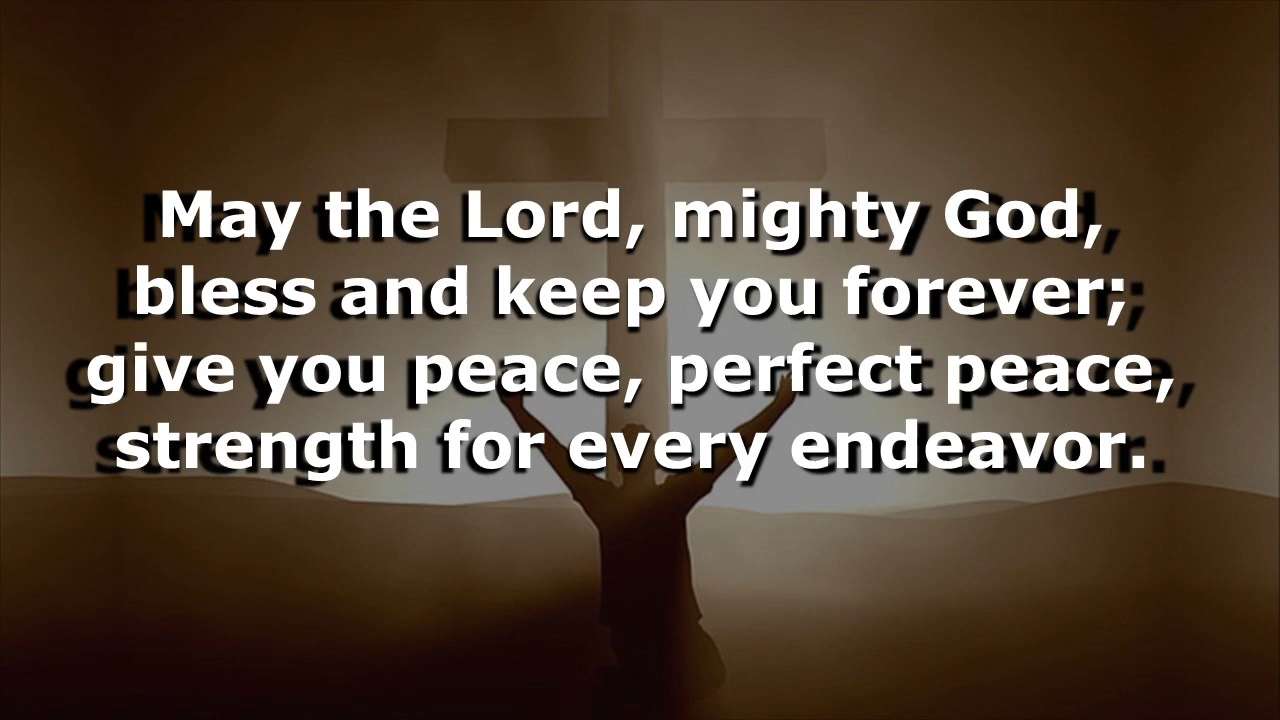 May the Lord, mighty God,
bless and keep you forever;
give you peace, perfect peace,
strength for every endeavor.